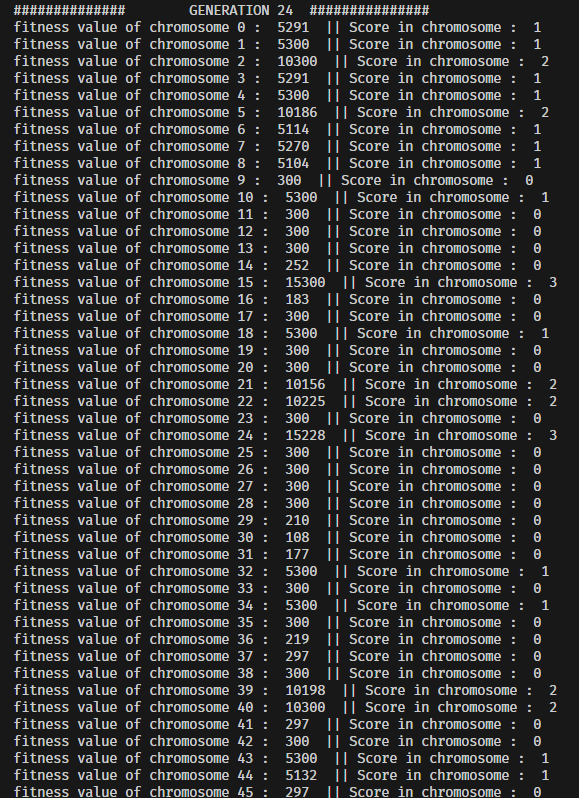 ##############        GENERATION 24  ###############
fitness value of chromosome 0 :  5291  || Score in chromosome :  1
fitness value of chromosome 1 :  5300  || Score in chromosome :  1
fitness value of chromosome 2 :  10300  || Score in chromosome :  2
fitness value of chromosome 3 :  5291  || Score in chromosome :  1
fitness value of chromosome 4 :  5300  || Score in chromosome :  1
fitness value of chromosome 5 :  10186  || Score in chromosome :  2
fitness value of chromosome 6 :  5114  || Score in chromosome :  1
fitness value of chromosome 7 :  5270  || Score in chromosome :  1
fitness value of chromosome 8 :  5104  || Score in chromosome :  1
fitness value of chromosome 9 :  300  || Score in chromosome :  0
fitness value of chromosome 10 :  5300  || Score in chromosome :  1
fitness value of chromosome 11 :  300  || Score in chromosome :  0
fitness value of chromosome 12 :  300  || Score in chromosome :  0
fitness value of chromosome 13 :  300  || Score in chromosome :  0
fitness value of chromosome 14 :  252  || Score in chromosome :  0
fitness value of chromosome 15 :  15300  || Score in chromosome :  3
fitness value of chromosome 16 :  183  || Score in chromosome :  0
fitness value of chromosome 17 :  300  || Score in chromosome :  0
fitness value of chromosome 18 :  5300  || Score in chromosome :  1
fitness value of chromosome 19 :  300  || Score in chromosome :  0
fitness value of chromosome 20 :  300  || Score in chromosome :  0
fitness value of chromosome 21 :  10156  || Score in chromosome :  2
fitness value of chromosome 22 :  10225  || Score in chromosome :  2
fitness value of chromosome 23 :  300  || Score in chromosome :  0
fitness value of chromosome 24 :  15228  || Score in chromosome :  3
fitness value of chromosome 25 :  300  || Score in chromosome :  0
fitness value of chromosome 26 :  300  || Score in chromosome :  0
fitness value of chromosome 27 :  300  || Score in chromosome :  0
fitness value of chromosome 28 :  300  || Score in chromosome :  0
fitness value of chromosome 29 :  210  || Score in chromosome :  0
fitness value of chromosome 30 :  108  || Score in chromosome :  0
fitness value of chromosome 31 :  177  || Score in chromosome :  0
fitness value of chromosome 32 :  5300  || Score in chromosome :  1
fitness value of chromosome 33 :  300  || Score in chromosome :  0
fitness value of chromosome 34 :  5300  || Score in chromosome :  1
fitness value of chromosome 35 :  300  || Score in chromosome :  0
fitness value of chromosome 36 :  219  || Score in chromosome :  0
fitness value of chromosome 37 :  297  || Score in chromosome :  0
fitness value of chromosome 38 :  300  || Score in chromosome :  0
fitness value of chromosome 39 :  10198  || Score in chromosome :  2
fitness value of chromosome 40 :  10300  || Score in chromosome :  2
fitness value of chromosome 41 :  297  || Score in chromosome :  0
fitness value of chromosome 42 :  300  || Score in chromosome :  0
fitness value of chromosome 43 :  5300  || Score in chromosome :  1
fitness value of chromosome 44 :  5132  || Score in chromosome :  1
fitness value of chromosome 45 :  297  || Score in chromosome :  0